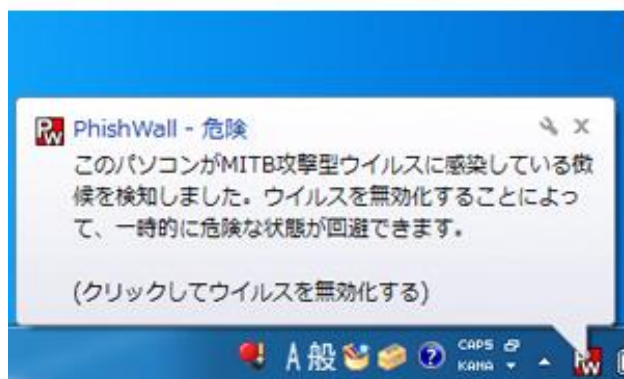 PhishWall - 危険
このパソコンがMITB攻撃型ウイルスに感染している徴
候を検知しました。ウイルスを無効化することによっ
て、一時的に危険な状態が回避できます。
(クリックしてウイルスを無効化する)
A 般 CAPS
KANA
PW